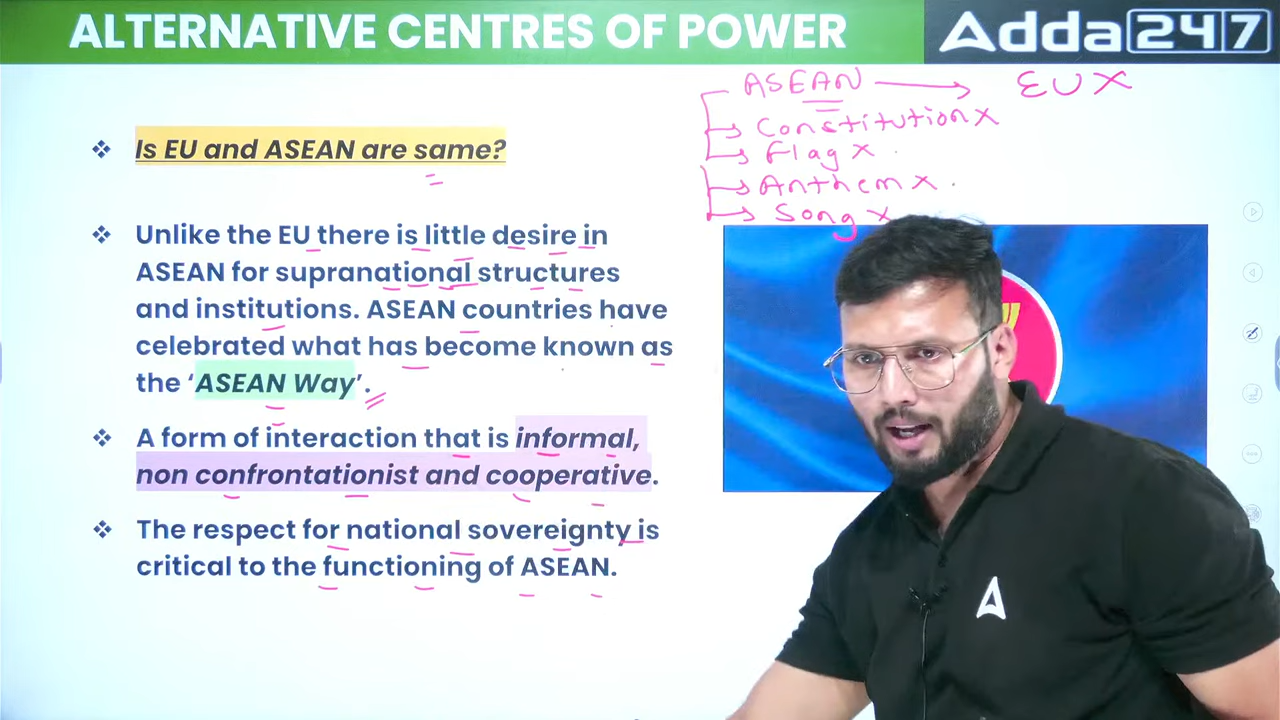 ALTERNATIVE CENTRES OF POWER
Adda247
ASEAN → EU X
→ Constitution X
→ Flag X
→ Anthem X
→ Song X
❖ Is EU and ASEAN are same?
❖ Unlike the EU there is little desire in
ASEAN for supranational structures
and institutions. ASEAN countries have
celebrated what has become known as
the ‘ASEAN Way’.
❖ A form of interaction that is informal,
non confrontationist and cooperative.
❖ The respect for national sovereignty is
critical to the functioning of ASEAN.